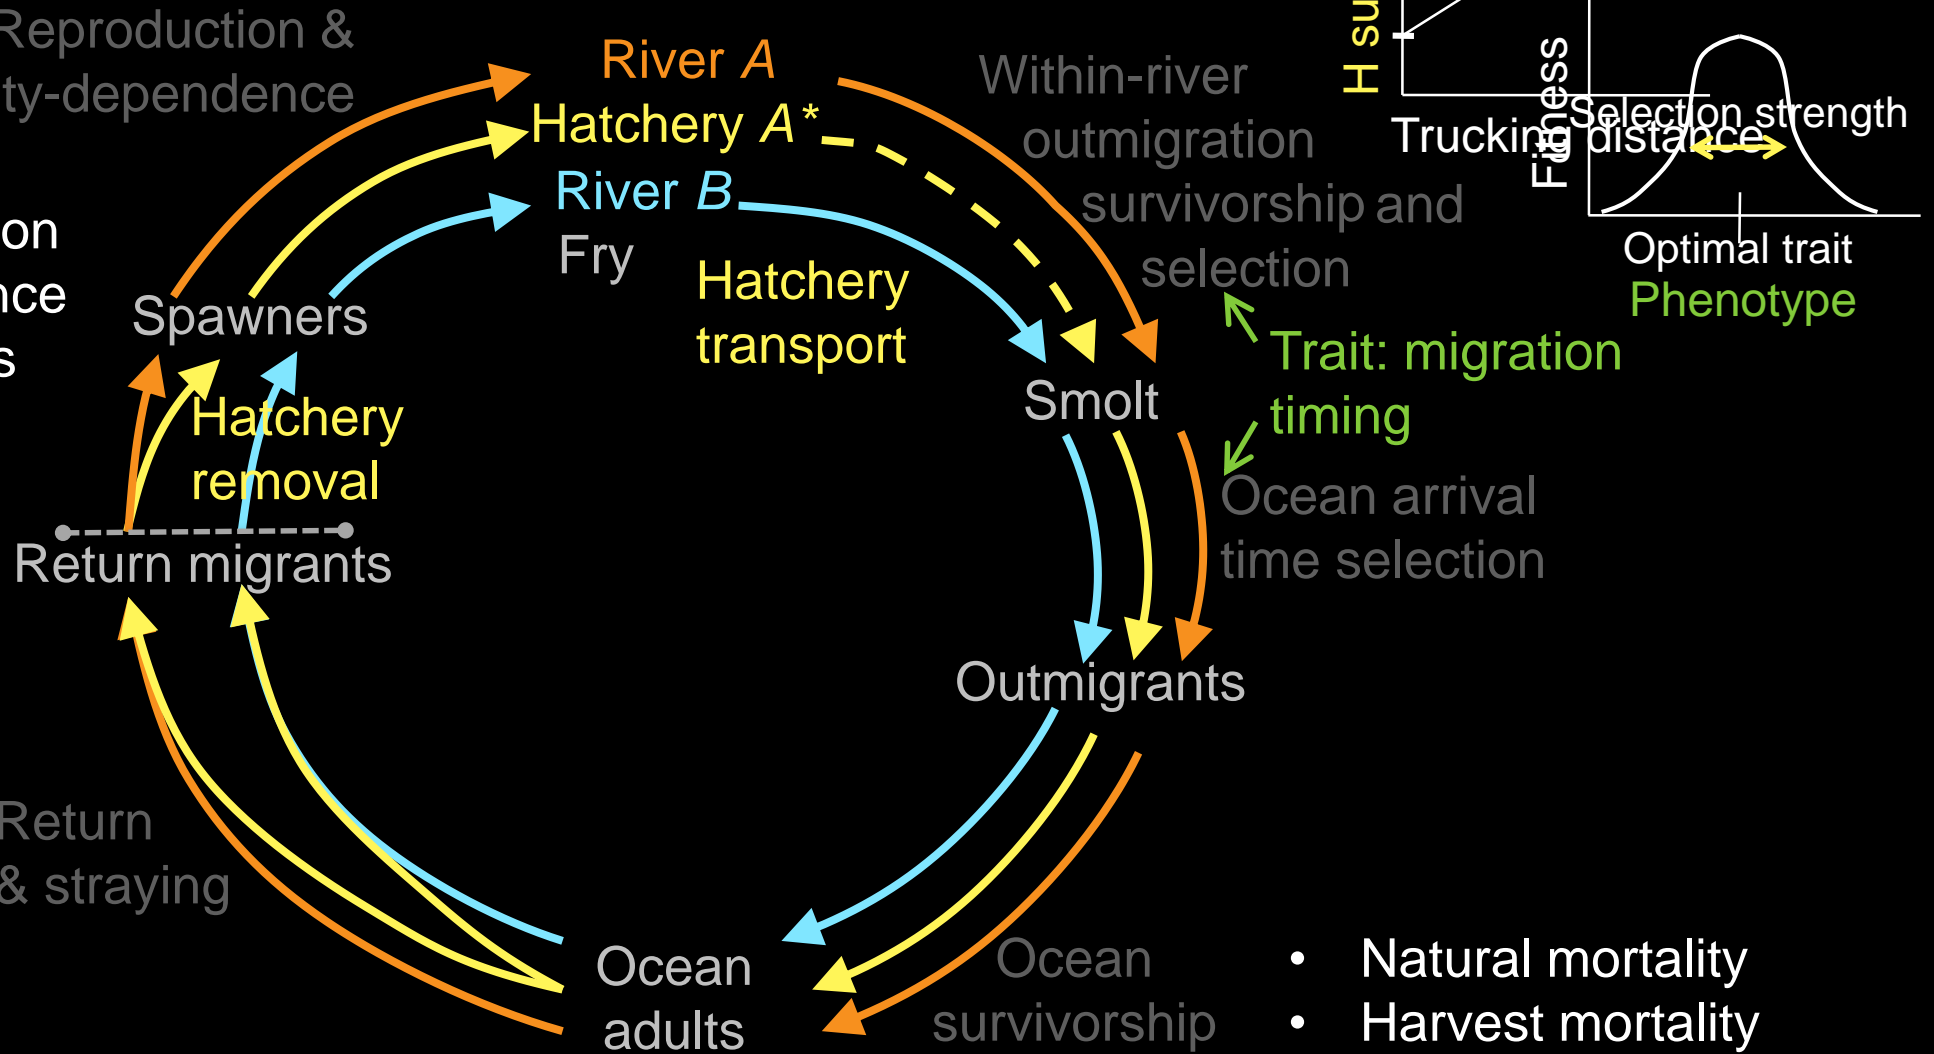 Reproduction &
ty-dependence
River A
Hatchery A*
River B
Fry
Within-river
outmigration
survivorship and
selection
H su
Trucking distance
Fitness
Selection strength
Optimal trait
Phenotype
on
nce
s
Spawners
Hatchery
transport
Hatchery
removal
Smolt
Trait: migration
timing
Ocean arrival
time selection
Return migrants
Outmigrants
Return
& straying
Ocean
adults
Ocean
survivorship
• Natural mortality
• Harvest mortality